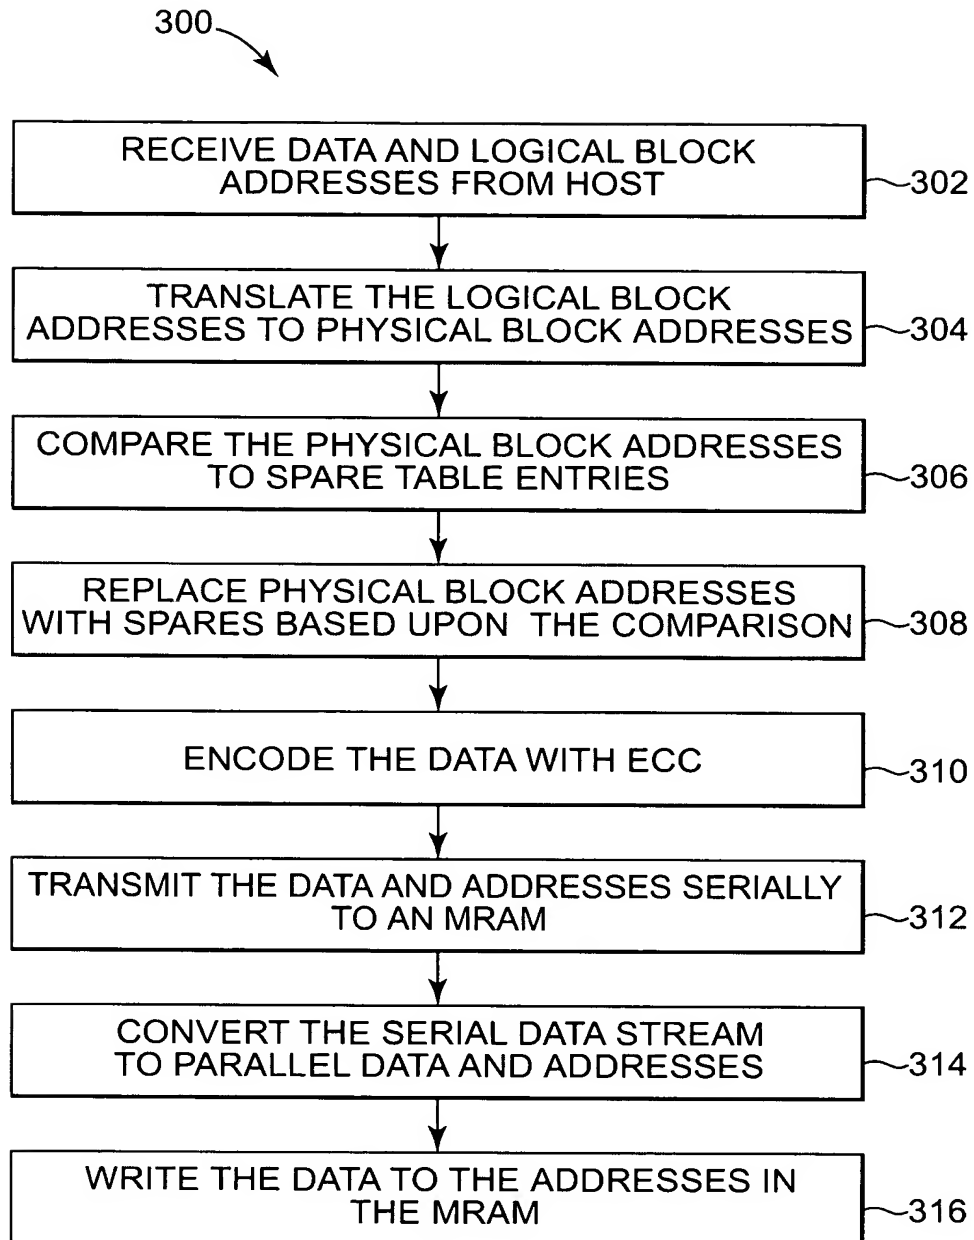 300
RECEIVE DATA AND LOGICAL BLOCK
ADDRESSES FROM HOST
302
TRANSLATE THE LOGICAL BLOCK
ADDRESSES TO PHYSICAL BLOCK ADDRESSES
304
COMPARE THE PHYSICAL BLOCK ADDRESSES
TO SPARE TABLE ENTRIES
306
REPLACE PHYSICAL BLOCK ADDRESSES
WITH SPARES BASED UPON THE COMPARISON
308
ENCODE THE DATA WITH ECC
310
TRANSMIT THE DATA AND ADDRESSES SERIALLY
TO AN MRAM
312
CONVERT THE SERIAL DATA STREAM
TO PARALLEL DATA AND ADDRESSES
314
WRITE THE DATA TO THE ADDRESSES IN
THE MRAM
316